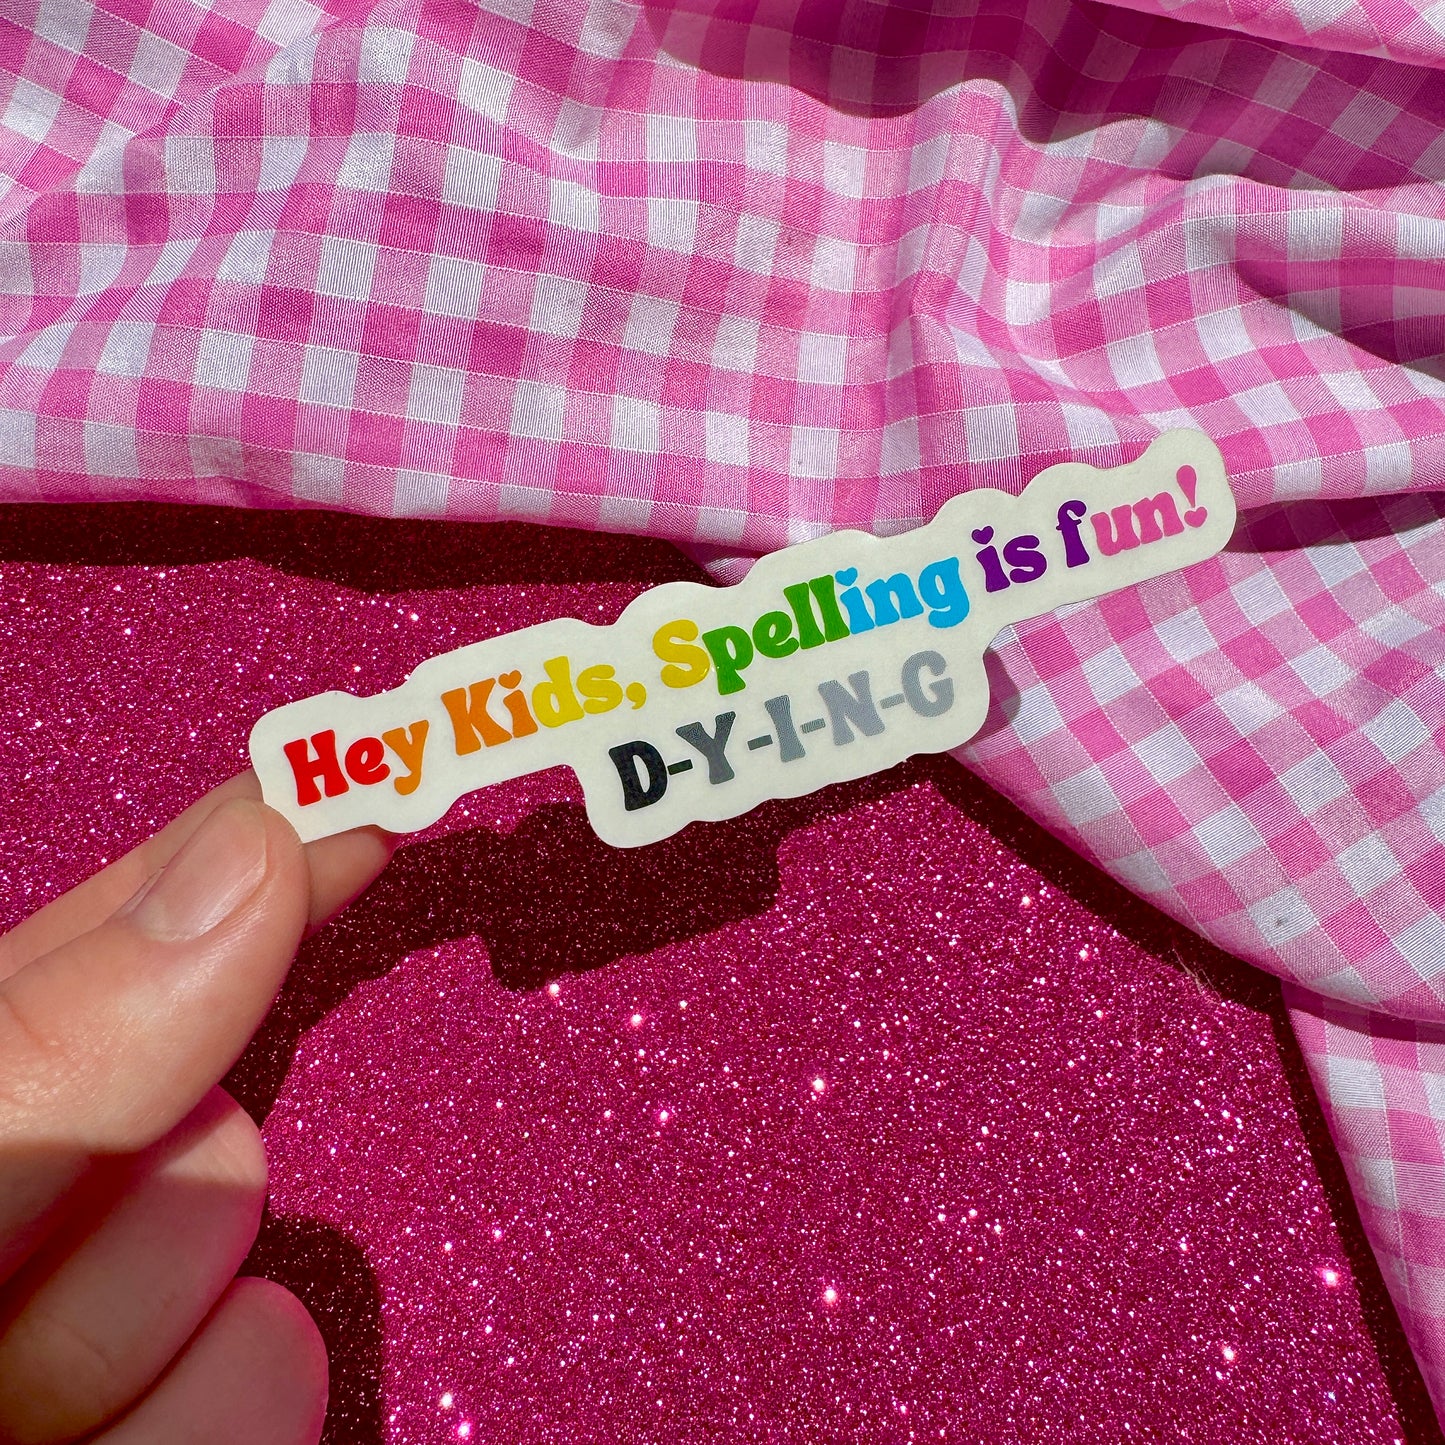 Hey Kids, Spelling is fun!
D-Y-I-N-G